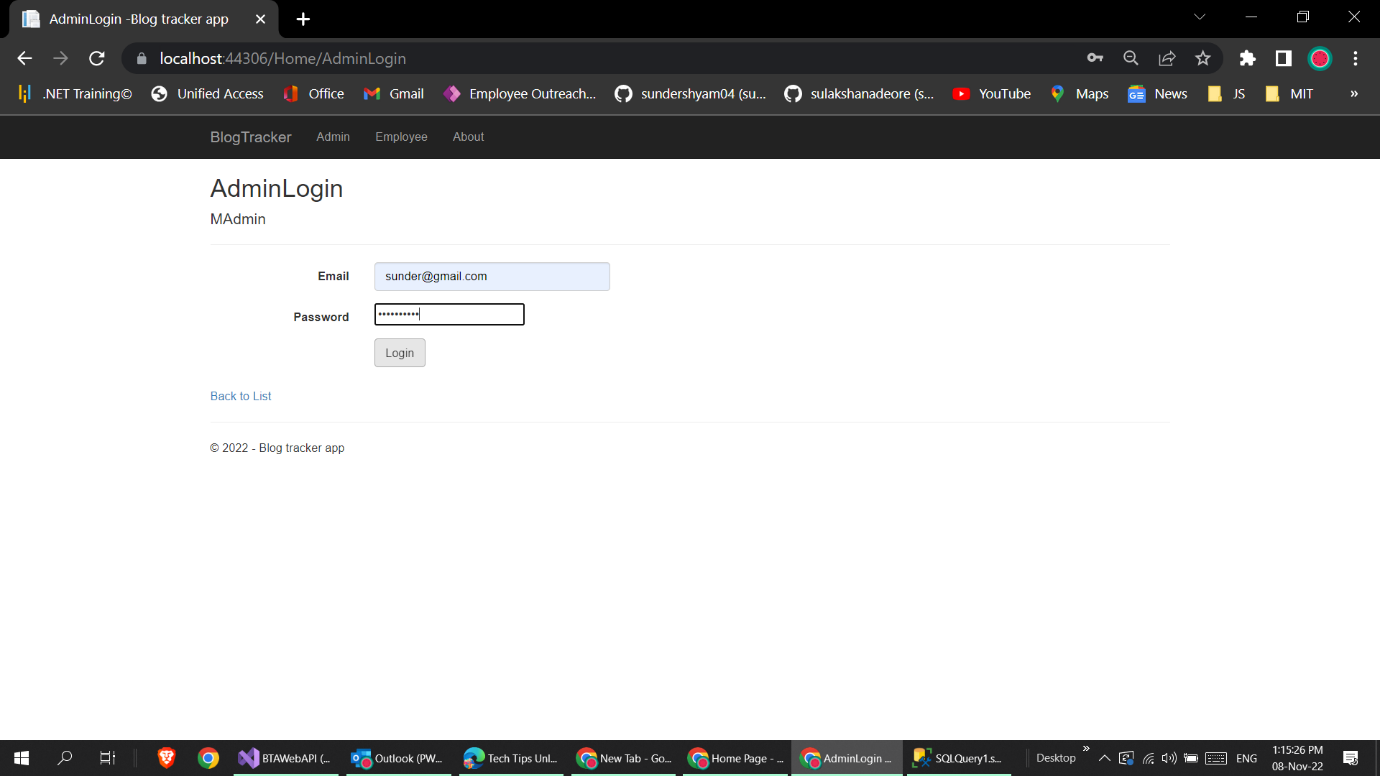 AdminLogin -Blog tracker app
localhost:44306/Home/AdminLogin
.NET Training© Unified Access Office Gmail Employee Outreach... sundershyam04 (su... sulakshanadeore (s... YouTube Maps News JS MIT »
BlogTracker Admin Employee About
AdminLogin
MAdmin
Email sunder@gmail.com
Password ••••••••••
Login
Back to List
© 2022 - Blog tracker app
BTAWebAPI (... Outlook (PW... Tech Tips Unl... New Tab - Go... Home Page - ... AdminLogin ... SQLQuery1.s... Desktop » ENG 1:15:26 PM
08-Nov-22